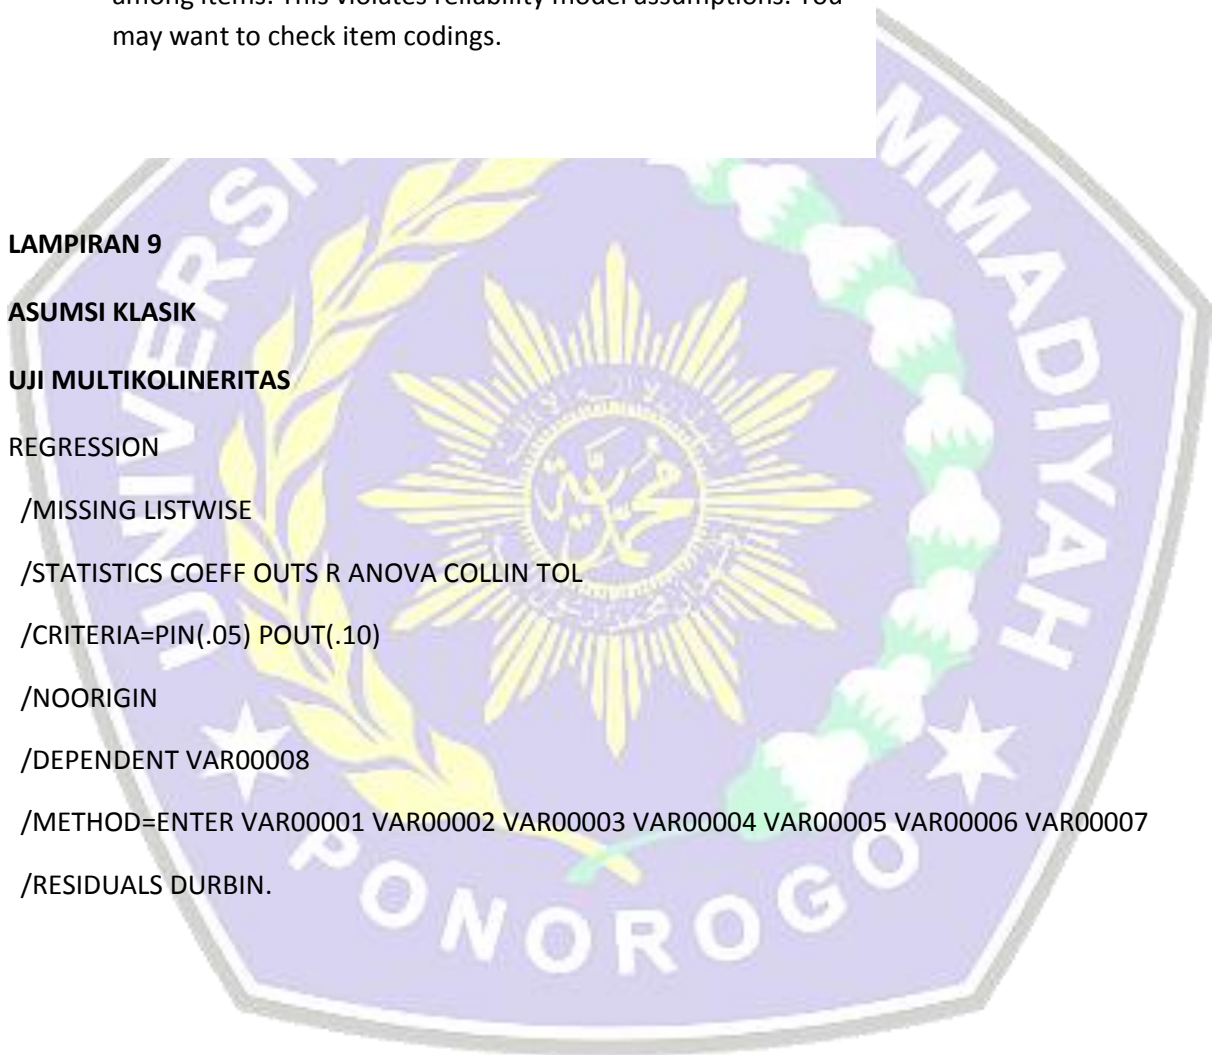 among items. This violates reliability model assumptions. You
may want to check item codings.
LAMPIRAN 9
ASUMSI KLASIK
UJI MULTIKOLINERITAS
REGRESSION
/MISSING LISTWISE
/STATISTICS COEFF OUTS R ANOVA COLLIN TOL
/CRITERIA=PIN(.05) POUT(.10)
/NOORIGIN
/DEPENDENT VAR00008
/METHOD=ENTER VAR00001 VAR00002 VAR00003 VAR00004 VAR00005 VAR00006 VAR00007
/RESIDUALS DURBIN.
PONOROGO